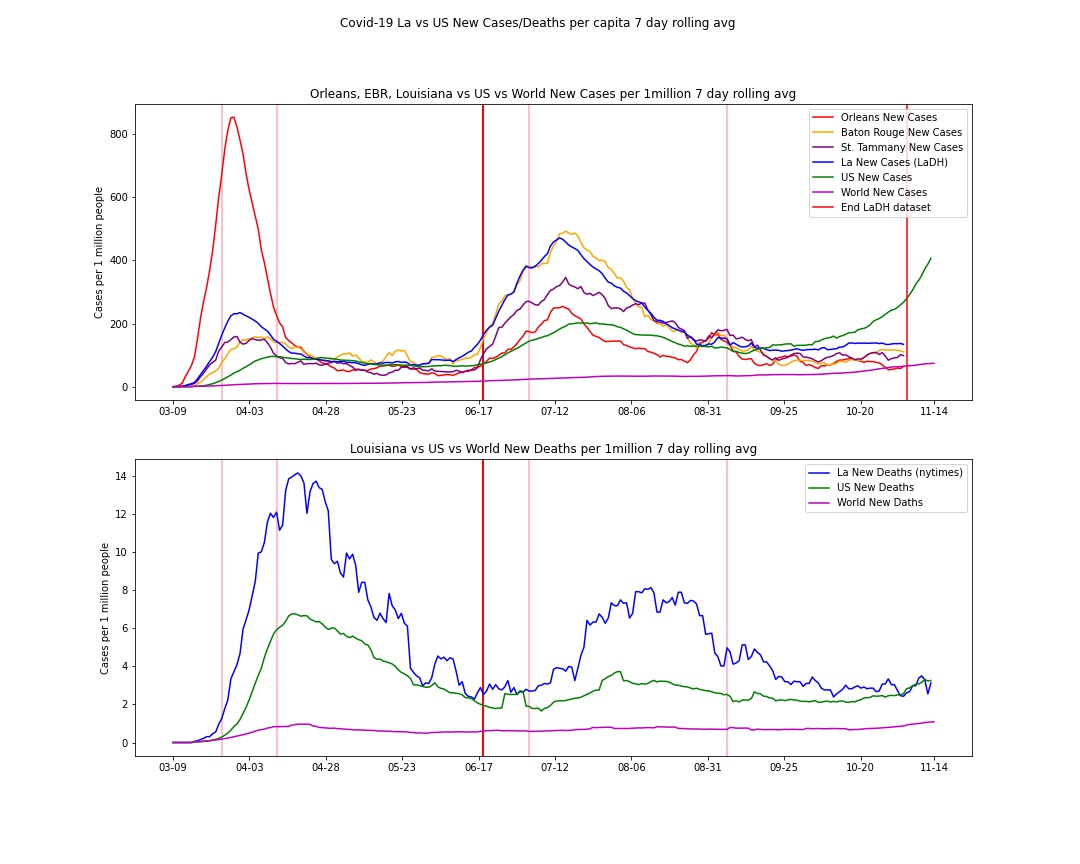 Covid-19 La vs US New Cases/Deaths per capita 7 day rolling avg
Orleans, EBR, Louisiana vs US vs World New Cases per 1million 7 day rolling avg
Cases per 1 million people
800
600
400
200
0
Orleans New Cases
Baton Rouge New Cases
St. Tammany New Cases
La New Cases (LaDH)
US New Cases
World New Cases
End LaDH dataset
03-09 04-03 04-28 05-23 06-17 07-12 08-06 08-31 09-25 10-20 11-14
Louisiana vs US vs World New Deaths per 1million 7 day rolling avg
Cases per 1 million people
14
12
10
8
6
4
2
0
La New Deaths (nytimes)
US New Deaths
World New Daths
03-09 04-03 04-28 05-23 06-17 07-12 08-06 08-31 09-25 10-20 11-14